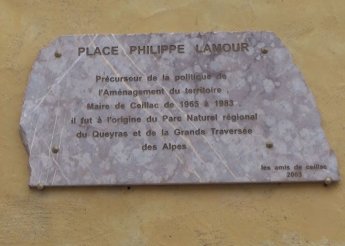 PLACE PHILIPPE LAMOUR
Précurseur de la politique de
l'Aménagement du territoire
Maire de Ceillac de 1965 à 1983
il fut à l'origine du Parc Naturel régional
du Queyras et de la Grande Traversée
des Alpes
les amis de ceillac
2003